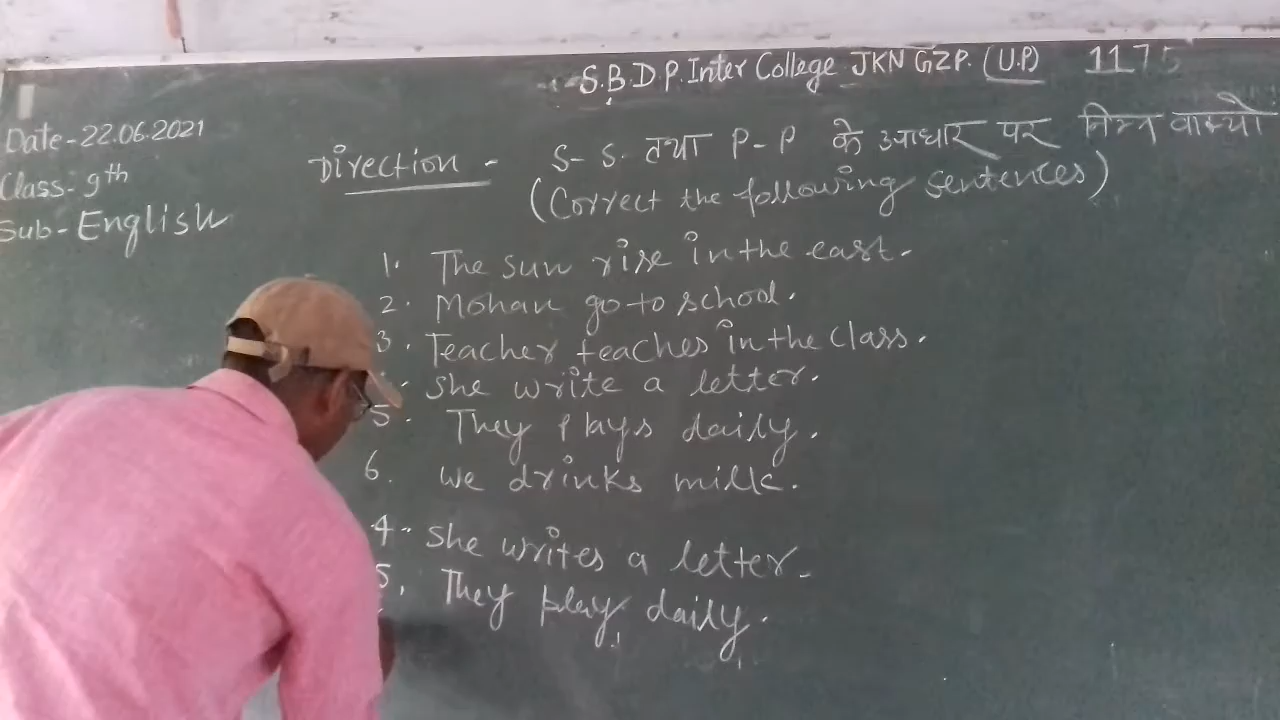 S.B.D.P. Inter College JKN GZP. (U.P) 1175
Date-22.06.2021
Class-9th
Sub-English
Direction - S-S. तथा P-P के आधार पर निम्न वाक्यो
(Correct the following sentences)
1. The sun rise in the east.
2. Mohan go to school.
3. Teacher teaches in the class.
She write a letter.
5. They plays daily.
6. we drinks milk.
4. She writes a letter.
5. They play daily.